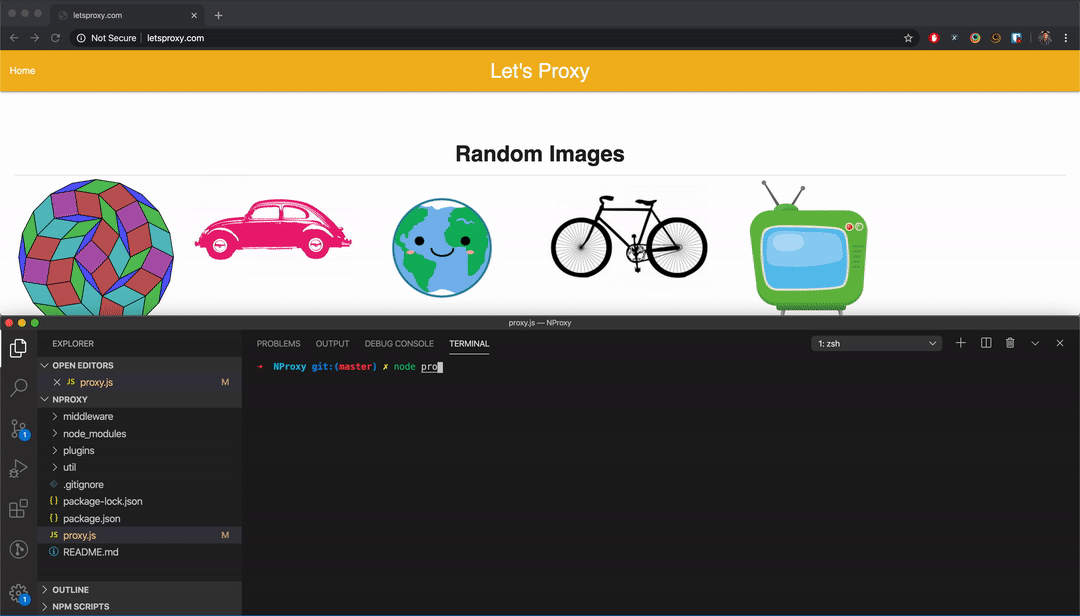 letsproxy.com
Not Secure letsproxy.com
Home
Let's Proxy
Random Images
proxy.js — NProxy
EXPLORER
OPEN EDITORS
JS proxy.js M
NPROXY
middleware
node_modules
plugins
util
.gitignore
{} package-lock.json
{} package.json
JS proxy.js M
README.md
OUTLINE
NPM SCRIPTS
1
1
PROBLEMS OUTPUT DEBUG CONSOLE TERMINAL
1: zsh
➜ NProxy git:(master) ✗ node pro